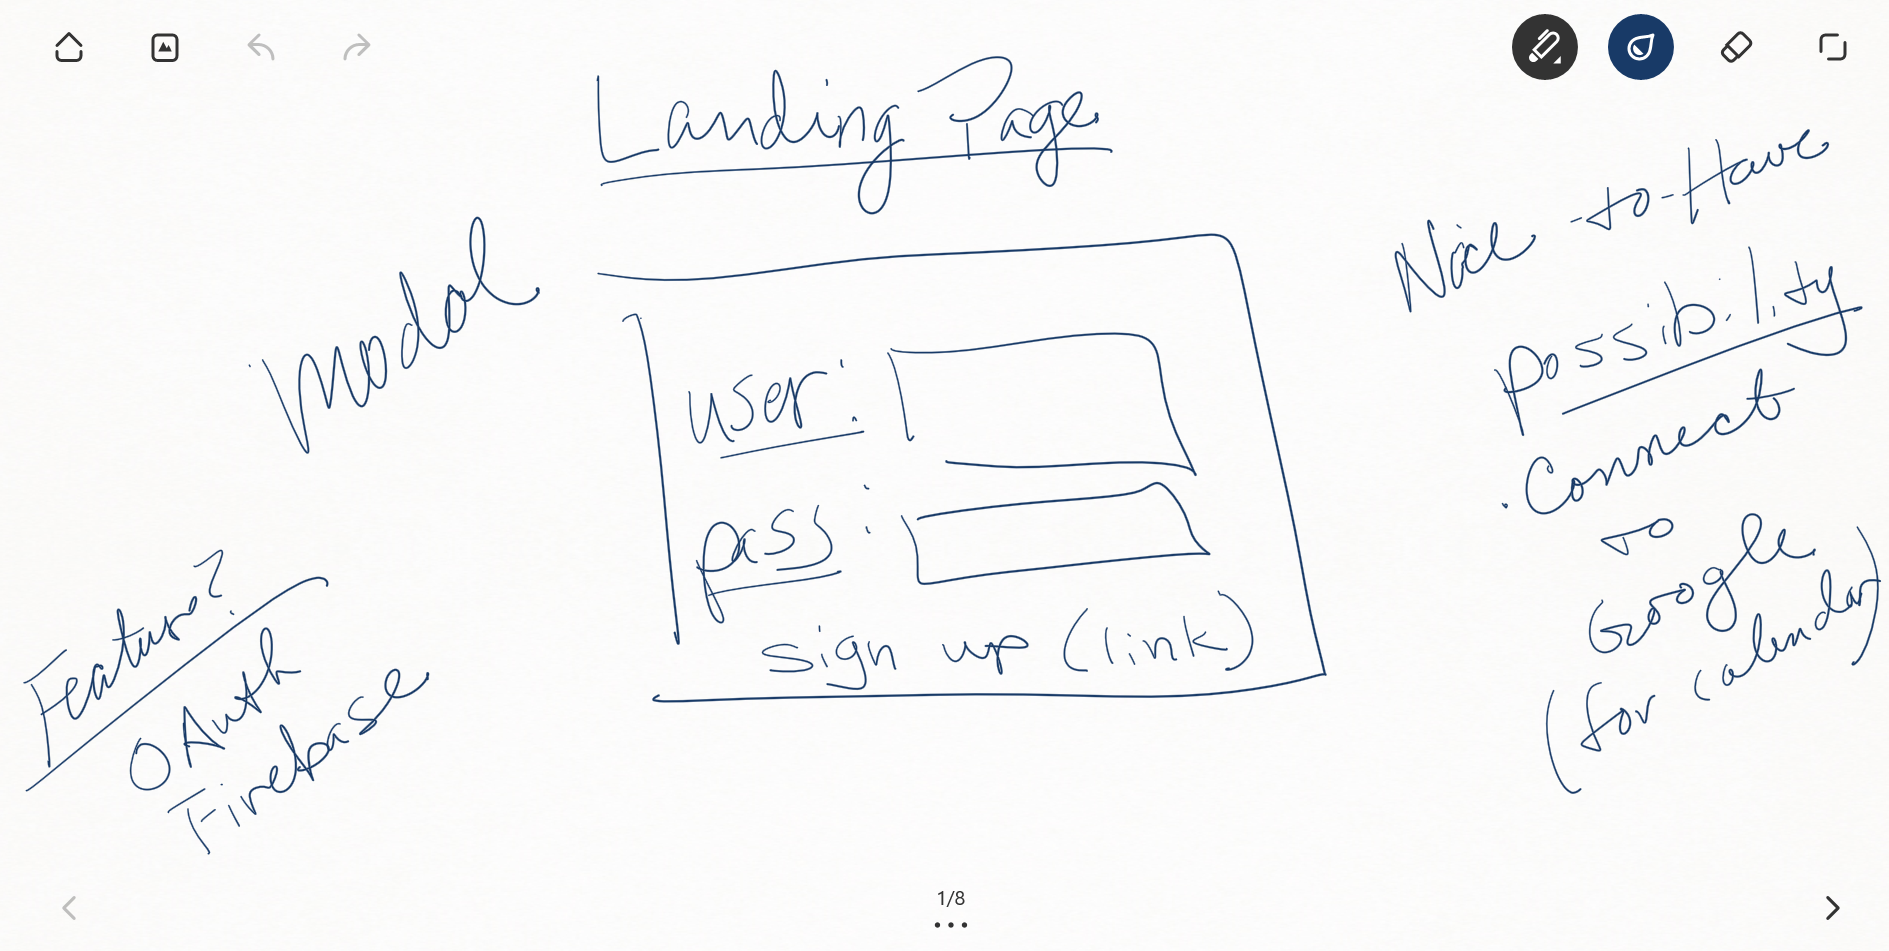 Landing Page
Modal
user:
pass:
sign up (link)
Feature?
OAuth
Firebase
Nice-to-Have
possibility
. Connect
to
Google
(for calendar)
1/8